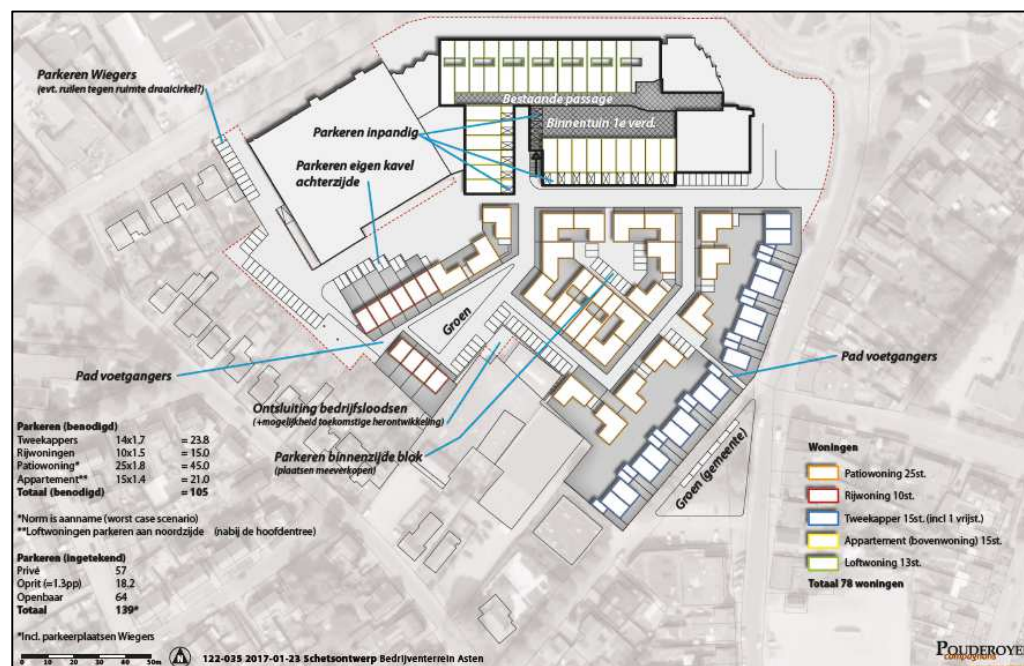 Parkeren Wiegers
(evt. ruilen tegen ruimte draaicirkel?)
Bestaande passage
Parkeren inpandig
Binnentuin 1e verd.
Parkeren eigen kavel
achterzijde
Groen
Pad voetgangers
Pad voetgangers
Ontsluiting bedrijfsloodsen
(+mogelijkheid toekomstige herontwikkeling)
Parkeren binnenzijde blok
(plaatsen meeverkopen)
Groen (gemeente)
Parkeren (benodigd)
Tweekappers 14x1.7 = 23.8
Rijwoningen 10x1.5 = 15.0
Patiowoning* 25x1.8 = 45.0
Appartement** 15x1.4 = 21.0
Totaal (benodigd) = 105
*Norm is aanname (worst case scenario)
**Loftwoningen parkeren aan noordzijde (nabij de hoofdentree)
Parkeren (ingetekend)
Privé 57
Oprit (=1.3pp) 18.2
Openbaar 64
Totaal 139*
*Incl. parkeerplaatsen Wiegers
Woningen
Patiowoning 25st.
Rijwoning 10st.
Tweekapper 15st. (incl 1 vrijst.)
Appartement (bovenwoning) 15st.
Loftwoning 13st.
Totaal 78 woningen
0 10 20 30 40 50m
N
122-035 2017-01-23 Schetsontwerp Bedrijventerrein Asten
POUDEROYEN
compagnons